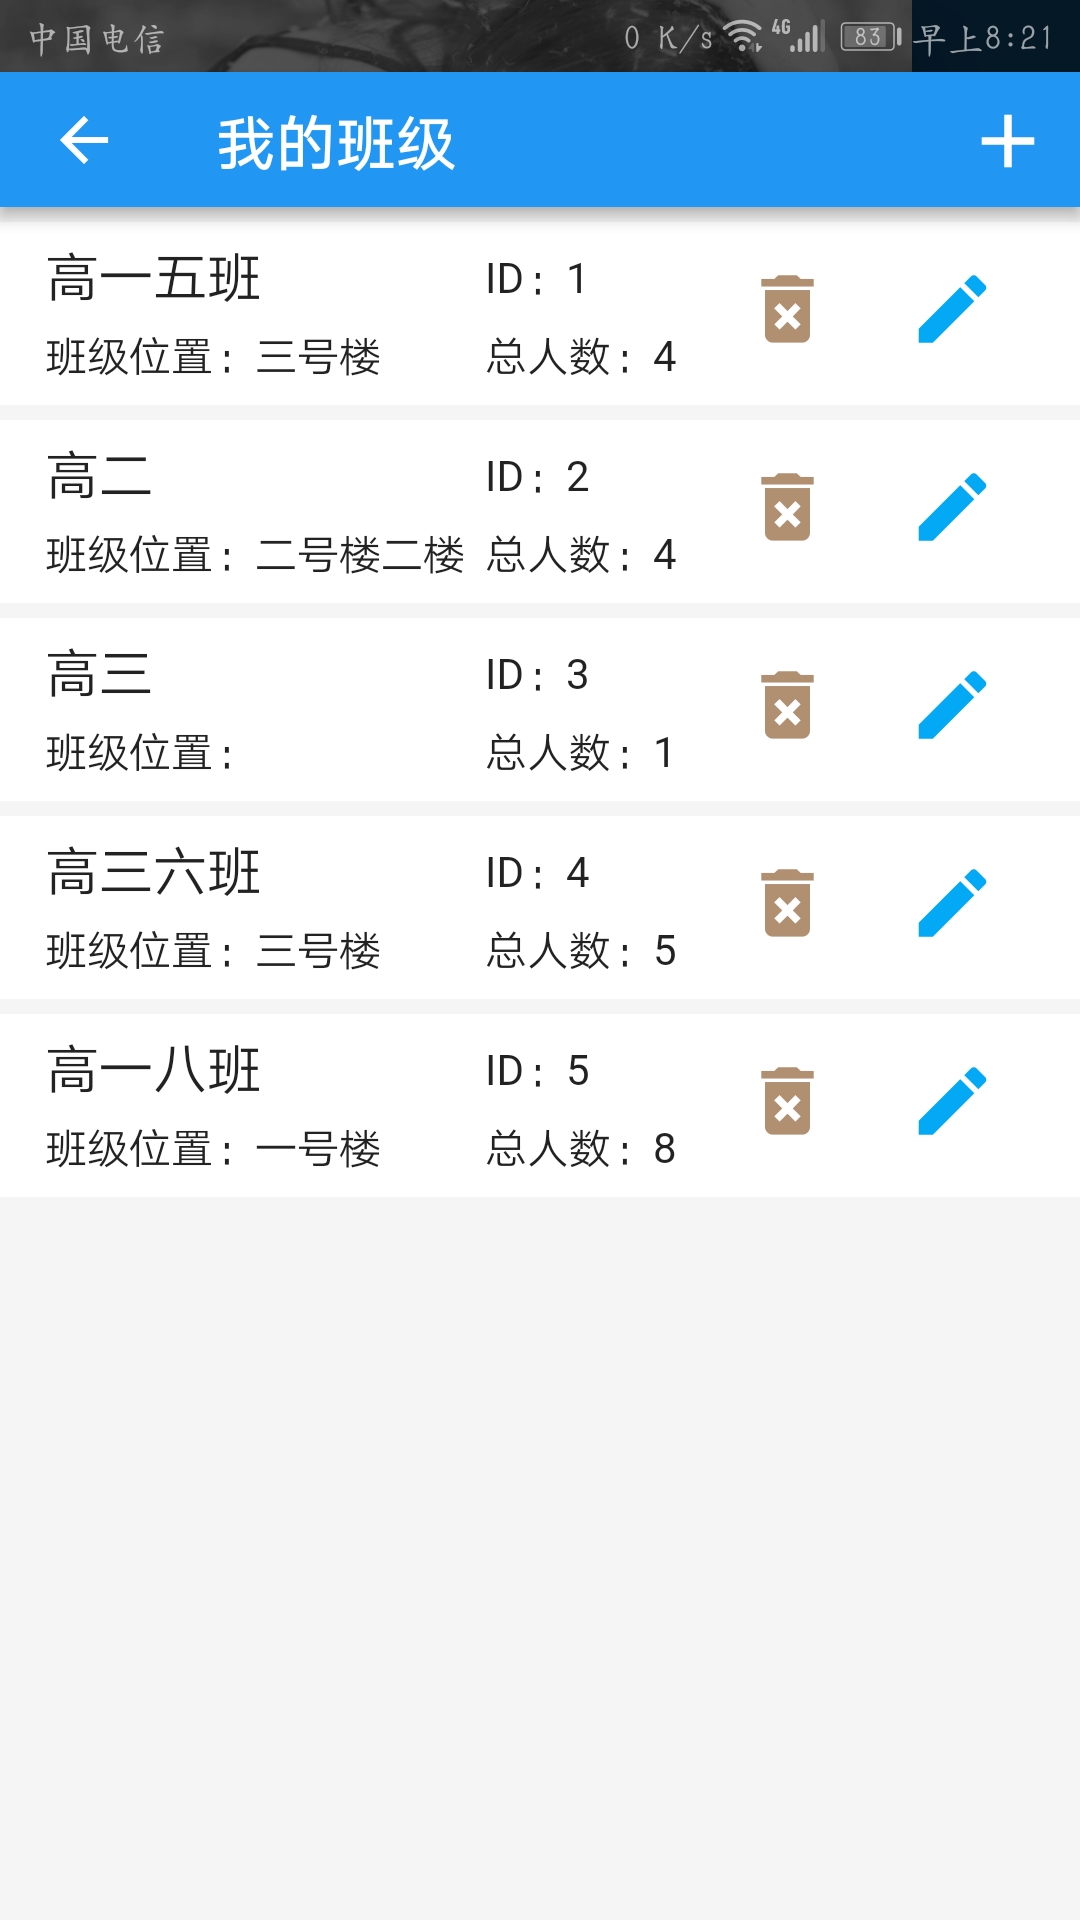 中国电信 0 K/s 4G 83 早上8:21
我的班级
高一五班 ID: 1
班级位置: 三号楼 总人数: 4
高二 ID: 2
班级位置: 二号楼二楼 总人数: 4
高三 ID: 3
班级位置: 总人数: 1
高三六班 ID: 4
班级位置: 三号楼 总人数: 5
高一八班 ID: 5
班级位置: 一号楼 总人数: 8